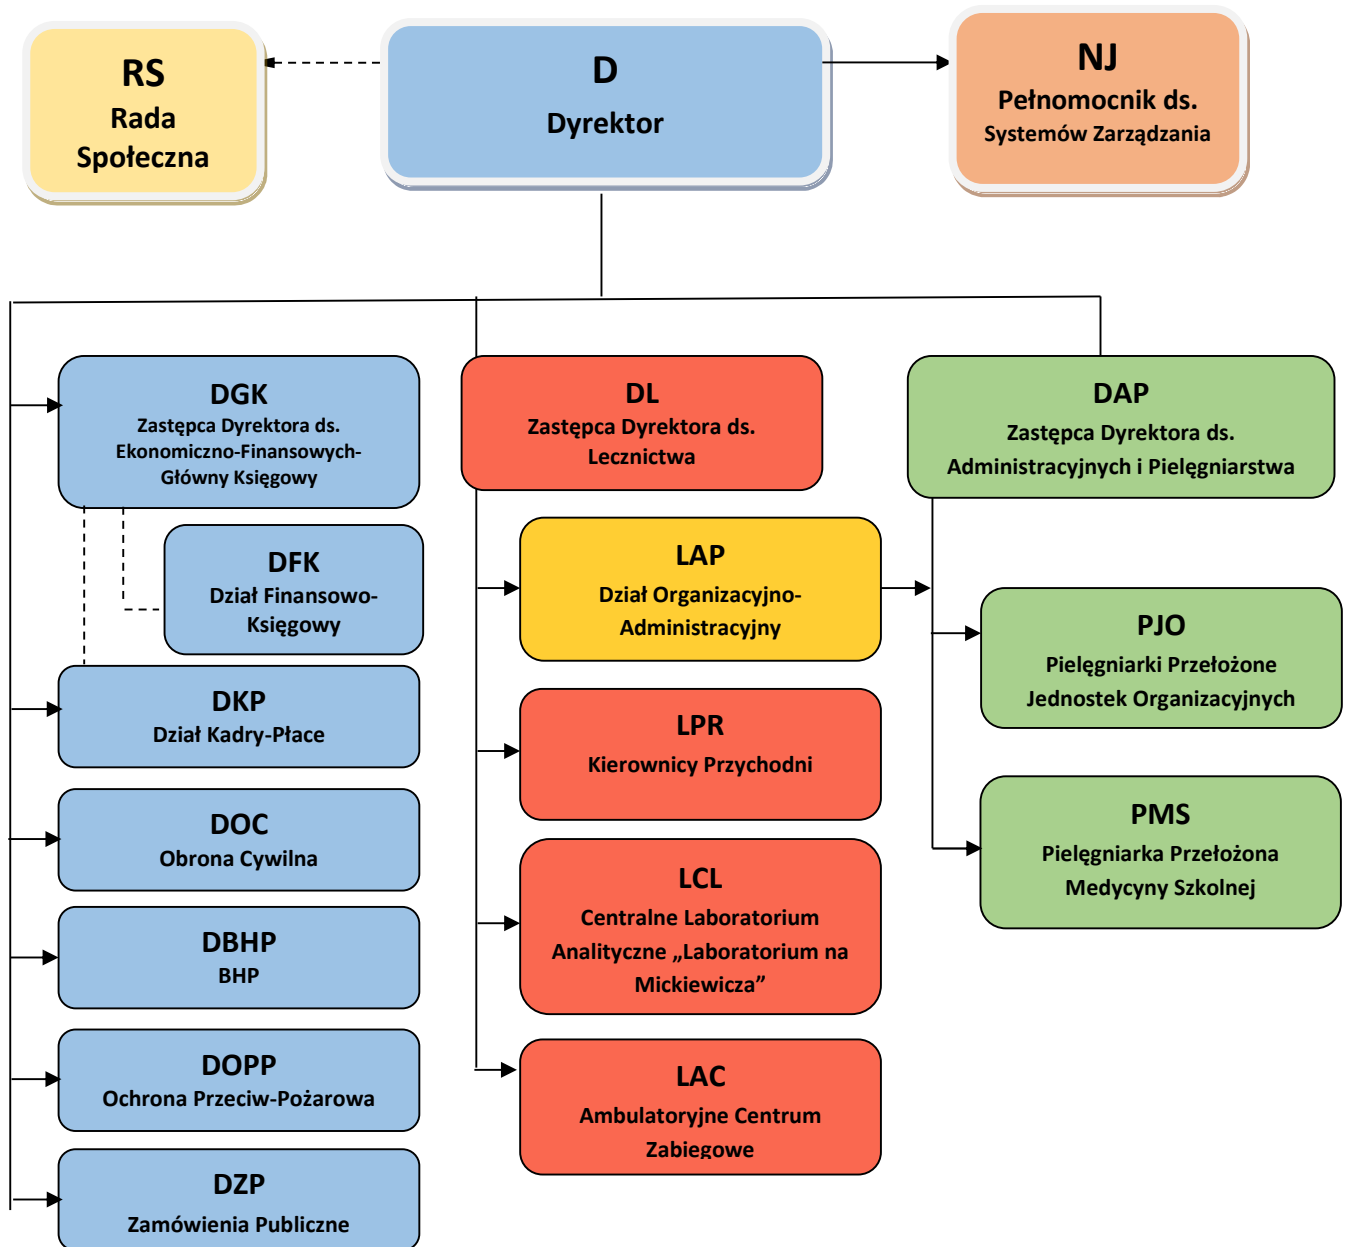 RS
Rada
Społeczna
D
Dyrektor
NJ
Pełnomocnik ds.
Systemów Zarządzania
DGK
Zastępca Dyrektora ds.
Ekonomiczno-Finansowych-
Główny Księgowy
DFK
Dział Finansowo-
Księgowy
DKP
Dział Kadry-Płace
DOC
Obrona Cywilna
DBHP
BHP
DOPP
Ochrona Przeciw-Pożarowa
DZP
Zamówienia Publiczne
DL
Zastępca Dyrektora ds.
Lecznictwa
LAP
Dział Organizacyjno-
Administracyjny
LPR
Kierownicy Przychodni
LCL
Centralne Laboratorium
Analityczne „Laboratorium na
Mickiewicza”
LAC
Ambulatoryjne Centrum
Zabiegowe
DAP
Zastępca Dyrektora ds.
Administracyjnych i Pielęgniarstwa
PJO
Pielęgniarki Przełożone
Jednostek Organizacyjnych
PMS
Pielęgniarka Przełożona
Medycyny Szkolnej